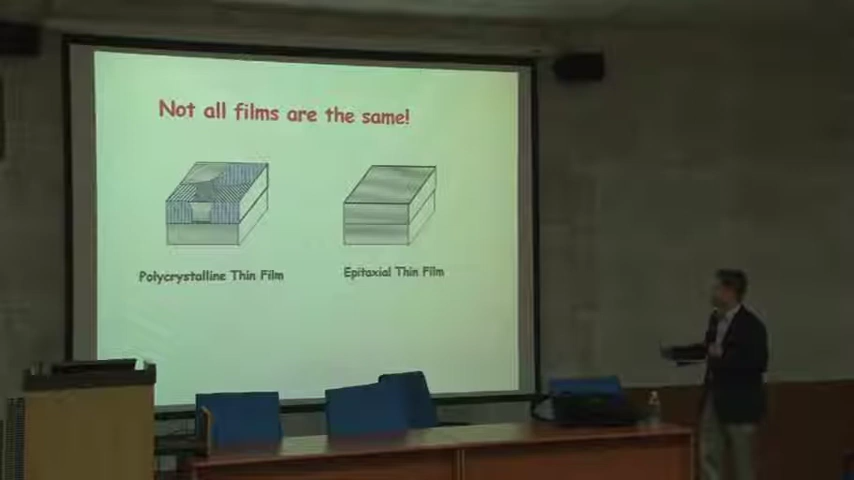 Not all films are the same!
Polycrystalline Thin Film
Epitaxial Thin Film